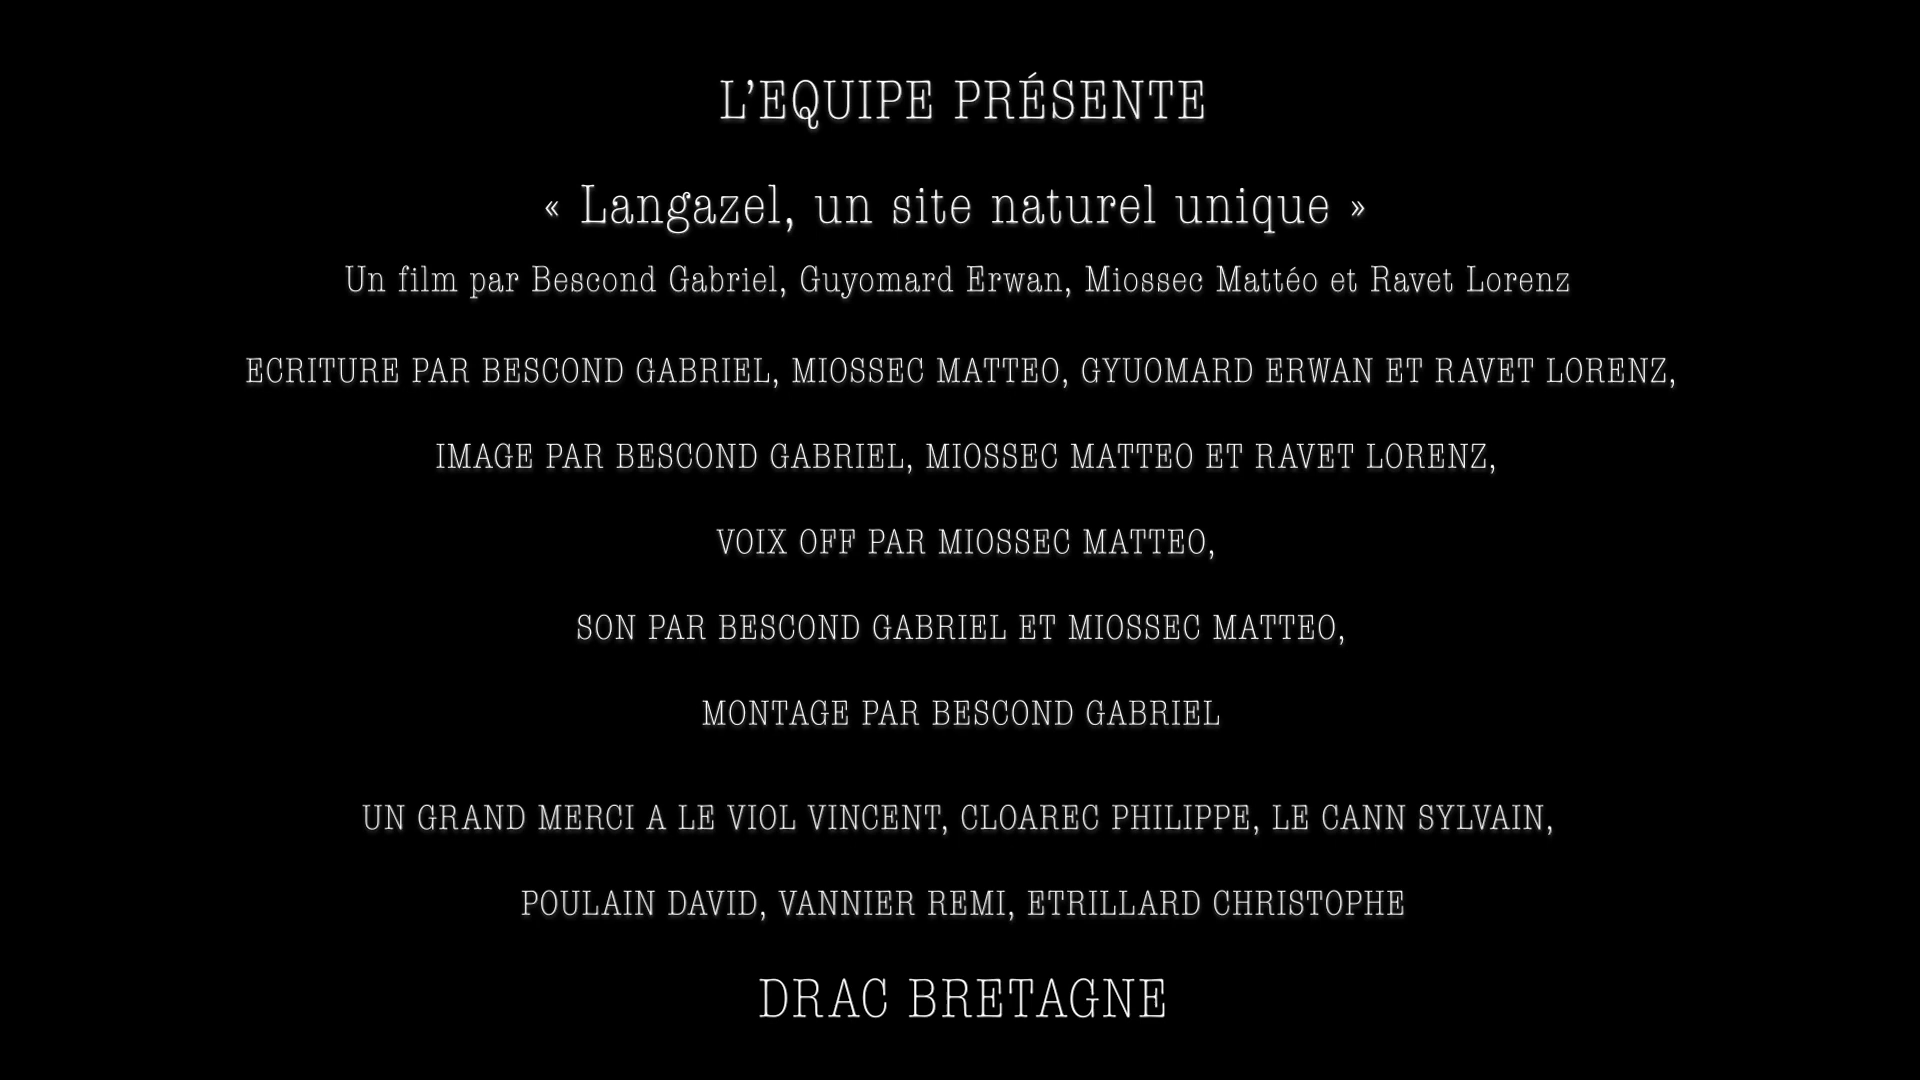 L’EQUIPE PRÉSENTE
« Langazel, un site naturel unique »
Un film par Bescond Gabriel, Guyomard Erwan, Miossec Mattéo et Ravet Lorenz
ECRITURE PAR BESCOND GABRIEL, MIOSSEC MATTEO, GYUOMARD ERWAN ET RAVET LORENZ,
IMAGE PAR BESCOND GABRIEL, MIOSSEC MATTEO ET RAVET LORENZ,
VOIX OFF PAR MIOSSEC MATTEO,
SON PAR BESCOND GABRIEL ET MIOSSEC MATTEO,
MONTAGE PAR BESCOND GABRIEL
UN GRAND MERCI A LE VIOL VINCENT, CLOAREC PHILIPPE, LE CANN SYLVAIN,
POULAIN DAVID, VANNIER REMI, ETRILLARD CHRISTOPHE
DRAC BRETAGNE